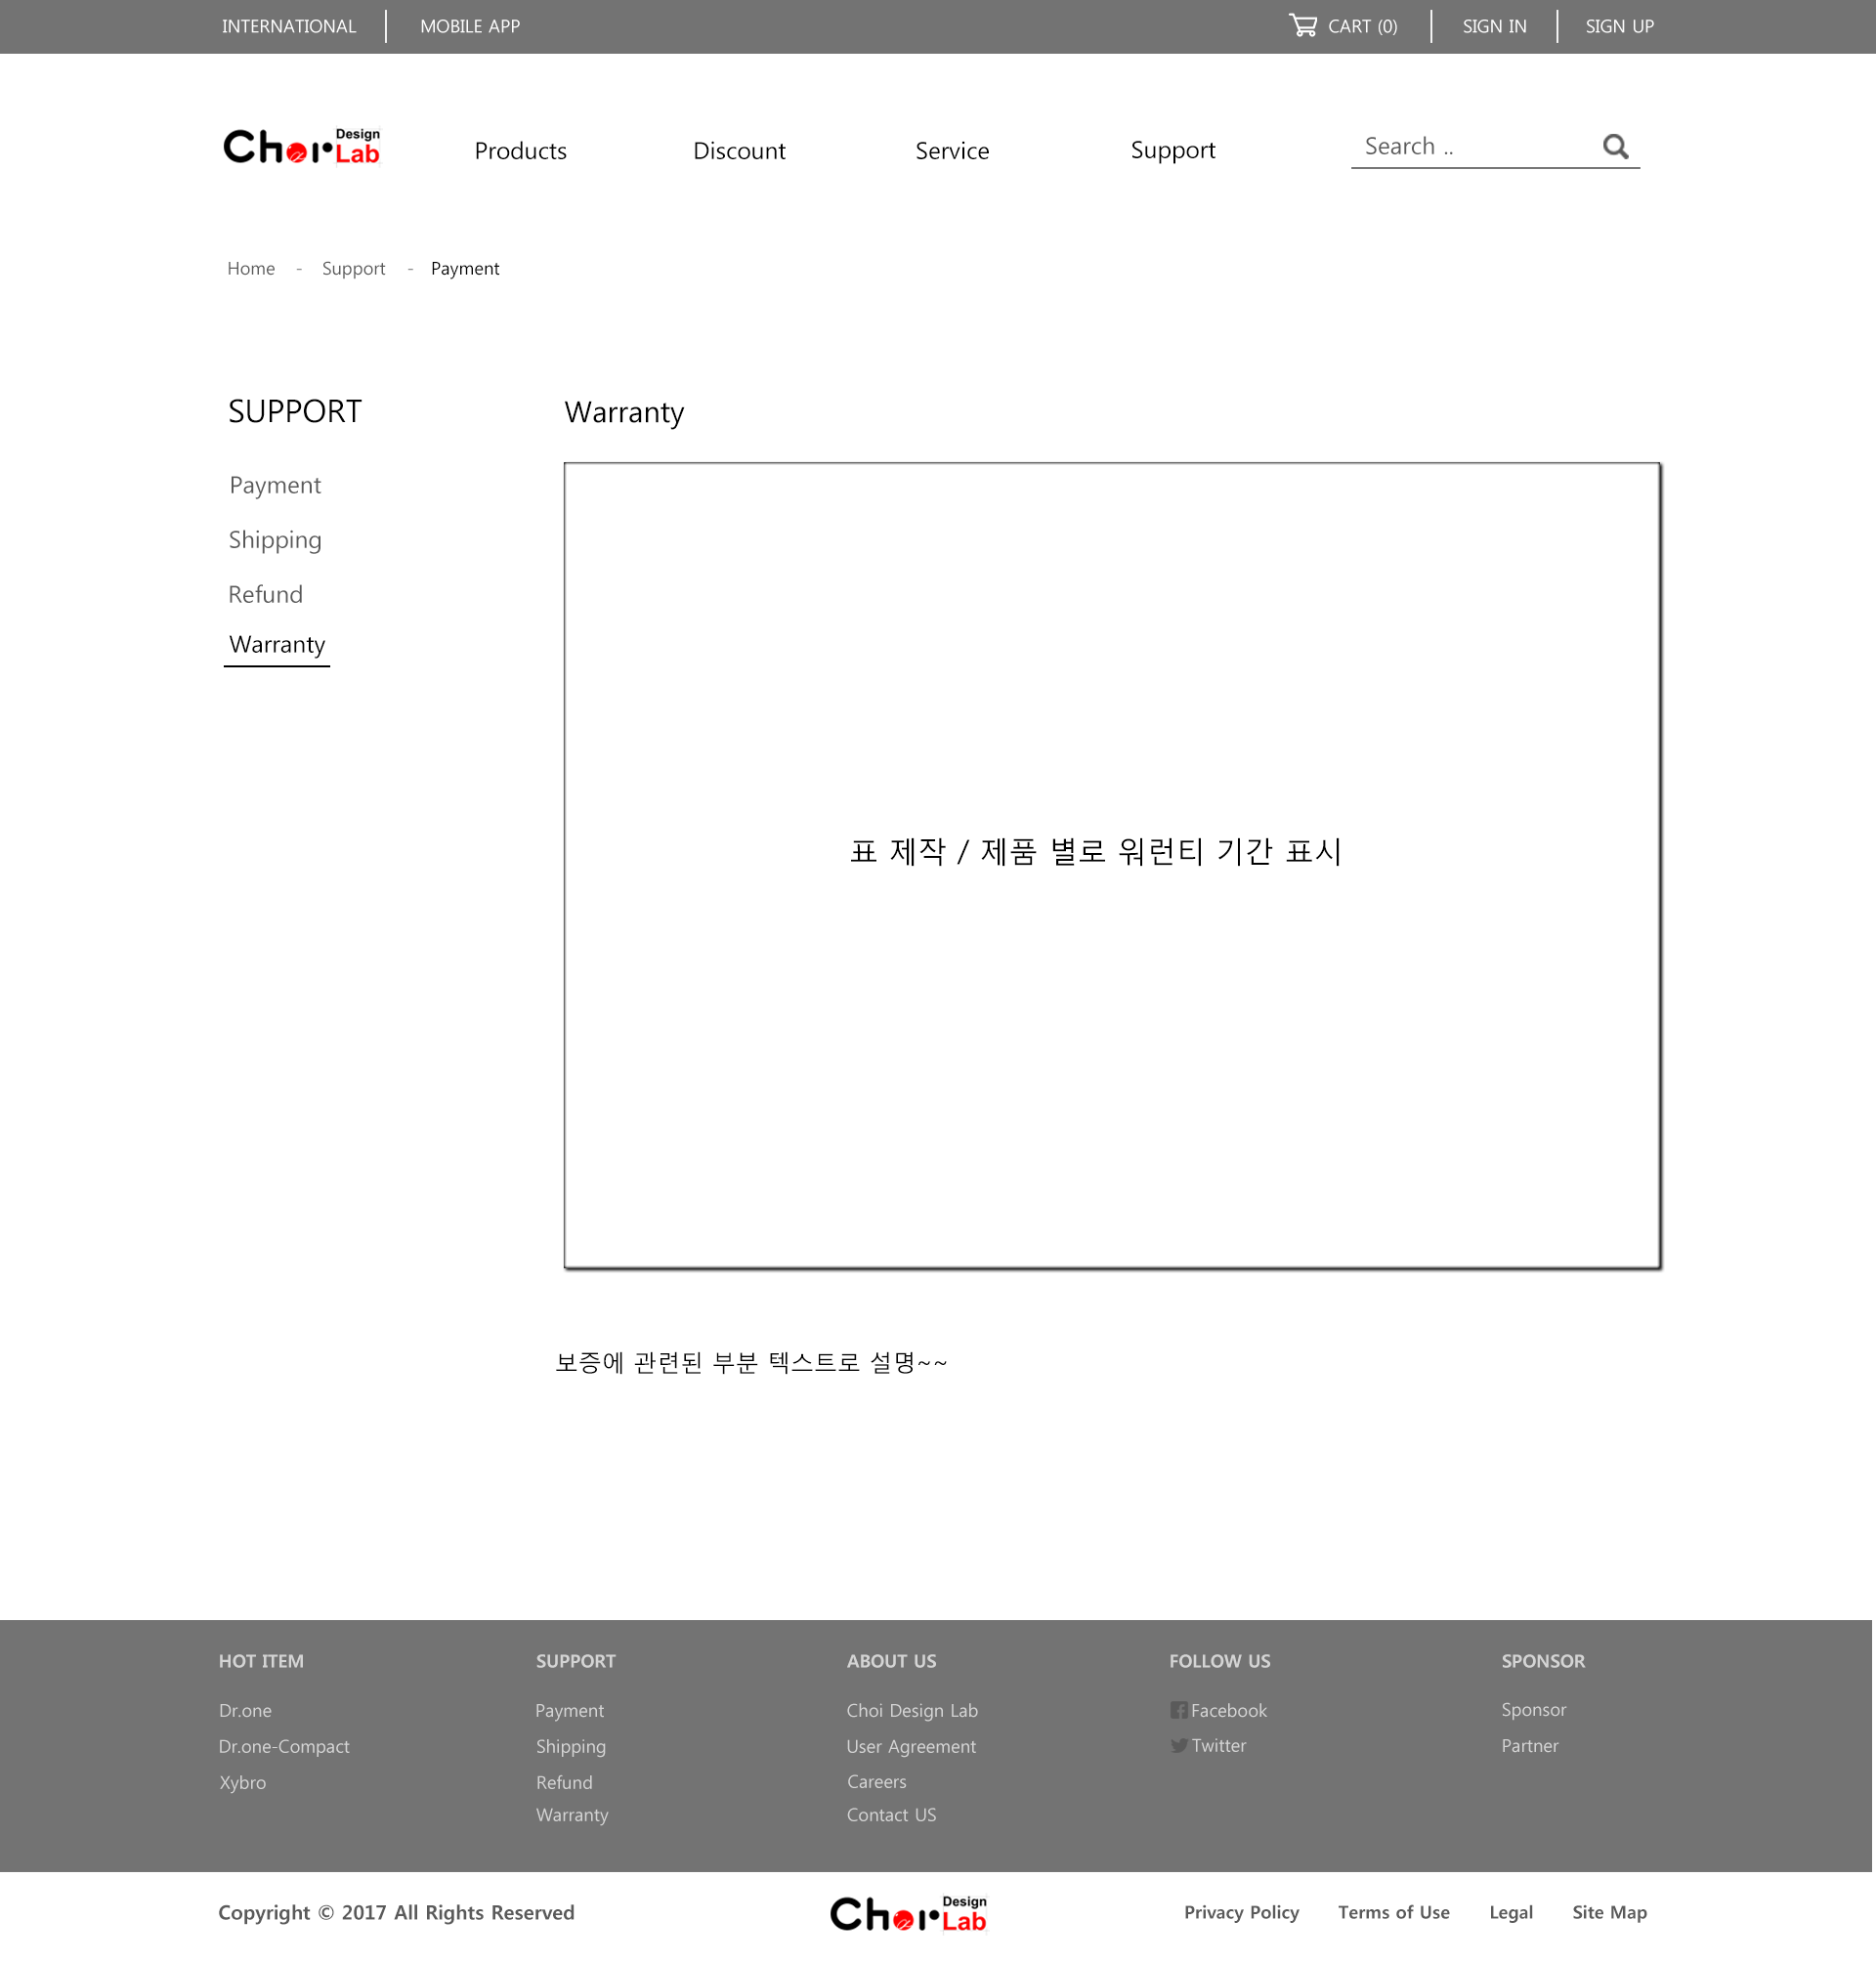 INTERNATIONAL MOBILE APP CART (0) SIGN IN SIGN UP
Choi Design Lab Products Discount Service Support Search ..
Home - Support - Payment
SUPPORT
Payment
Shipping
Refund
Warranty
Warranty
표 제작 / 제품 별로 워런티 기간 표시
보증에 관련된 부분 텍스트로 설명~~
HOT ITEM
Dr.one
Dr.one-Compact
Xybro
SUPPORT
Payment
Shipping
Refund
Warranty
ABOUT US
Choi Design Lab
User Agreement
Careers
Contact US
FOLLOW US
Facebook
Twitter
SPONSOR
Sponsor
Partner
Copyright © 2017 All Rights Reserved Choi Design Lab Privacy Policy Terms of Use Legal Site Map